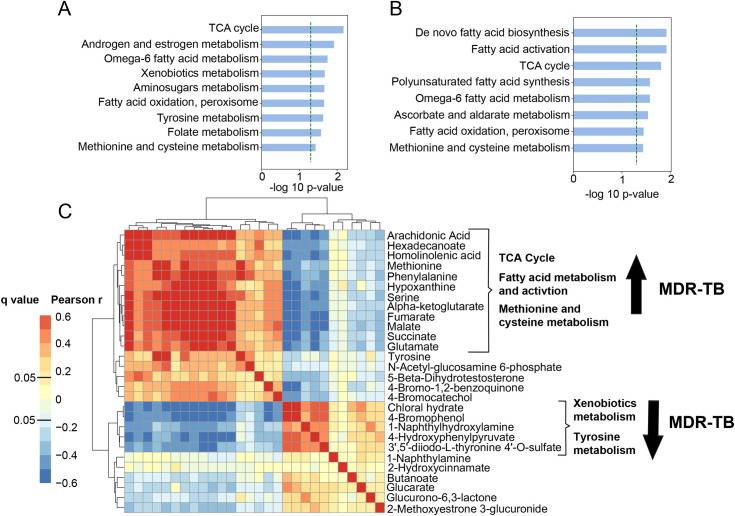 A
TCA cycle
Androgen and estrogen metabolism
Omega-6 fatty acid metabolism
Xenobiotics metabolism
Aminosugars metabolism
Fatty acid oxidation, peroxisome
Tyrosine metabolism
Folate metabolism
Methionine and cysteine metabolism
0 1 2
-log 10 p-value
B
De novo fatty acid biosynthesis
Fatty acid activation
TCA cycle
Polyunsaturated fatty acid synthesis
Omega-6 fatty acid metabolism
Ascorbate and aldarate metabolism
Fatty acid oxidation, peroxisome
Methionine and cysteine metabolism
0 1 2
-log 10 p-value
C
q value Pearson r
0.6
0.4
0.2
0.05
0
0.05
−0.2
−0.4
−0.6
Arachidonic Acid
Hexadecanoate
Homolinolenic acid
Methionine
Phenylalanine
Hypoxanthine
Serine
Alpha-ketoglutarate
Fumarate
Malate
Succinate
Glutamate
Tyrosine
N-Acetyl-glucosamine 6-phosphate
5-Beta-Dihydrotestosterone
4-Bromo-1,2-benzoquinone
4-Bromocatechol
Chloral hydrate
4-Bromophenol
1-Naphthylhydroxylamine
4-Hydroxyphenylpyruvate
3',5'-diiodo-L-thyronine 4'-O-sulfate
1-Naphthylamine
2-Hydroxycinnamate
Butanoate
Glucarate
Glucurono-6,3-lactone
2-Methoxyestrone 3-glucuronide
TCA Cycle
Fatty acid metabolism
and activtion
Methionine and
cysteine metabolism
MDR-TB
Xenobiotics
metabolism
Tyrosine
metabolism
MDR-TB